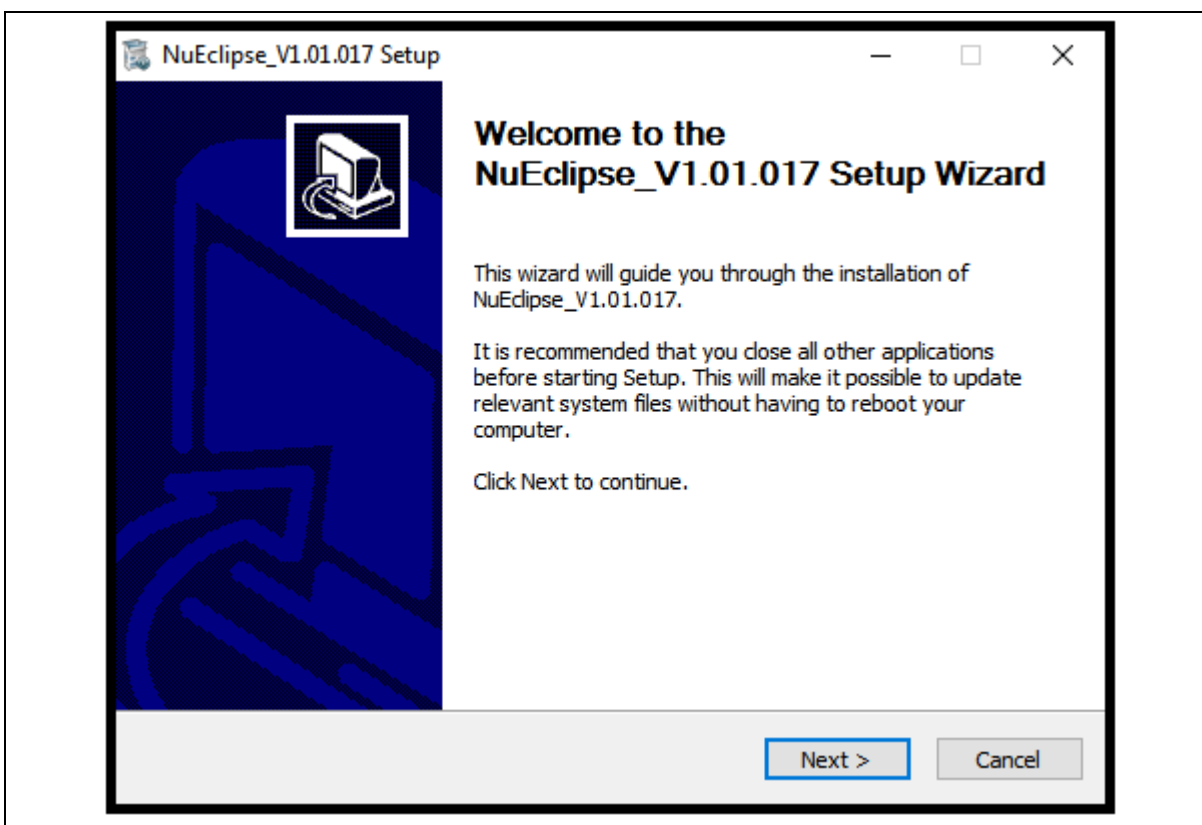 NuEclipse_V1.01.017 Setup
Welcome to the
NuEclipse_V1.01.017 Setup Wizard
This wizard will guide you through the installation of
NuEclipse_V1.01.017.
It is recommended that you close all other applications
before starting Setup. This will make it possible to update
relevant system files without having to reboot your
computer.
Click Next to continue.
Next >
Cancel